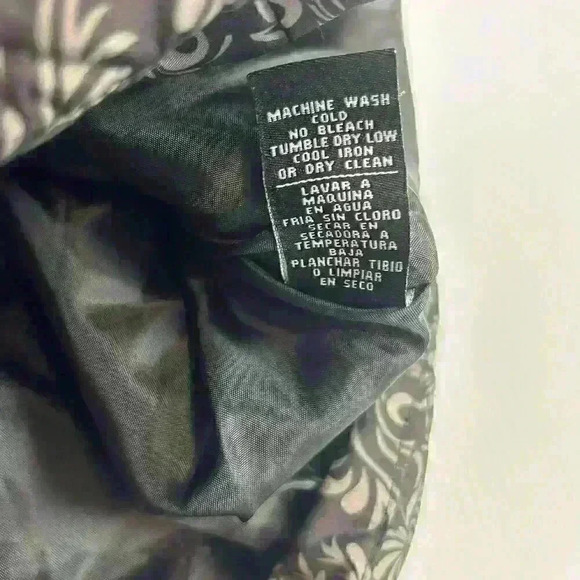 MACHINE WASH
COLD
NO BLEACH
TUMBLE DRY LOW
COOL IRON
OR DRY CLEAN
LAVAR A
MAQUINA
EN AGUA
FRIA SIN CLORO
SECAR EN
SECADORA A
TEMPERATURA
BAJA
PLANCHAR TIBIO
O LIMPIAR
EN SECO